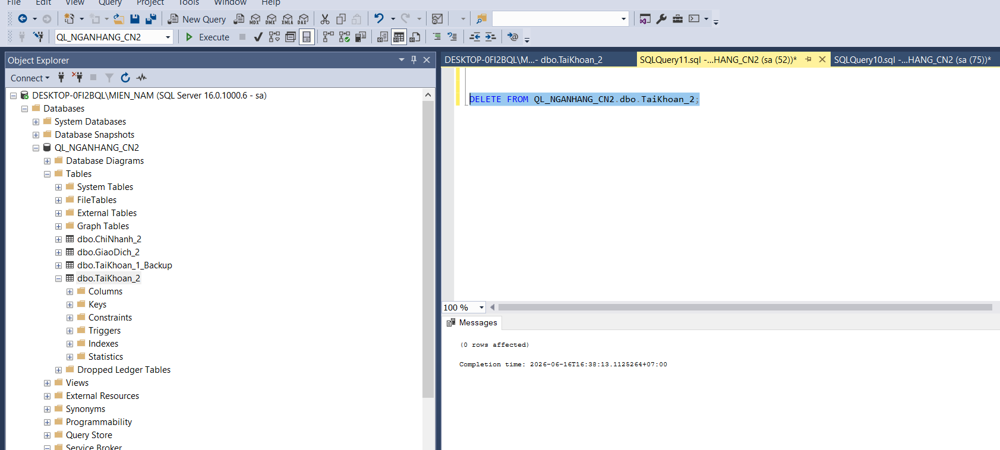 File Edit View Query Project Tools Window Help
New Query MDX DMX XMLA DAX
QL_NGANHANG_CN2 Execute
Object Explorer
Connect
DESKTOP-0FI2BQL\MIEN_NAM (SQL Server 16.0.1000.6 - sa)
Databases
System Databases
Database Snapshots
QL_NGANHANG_CN2
Database Diagrams
Tables
System Tables
FileTables
External Tables
Graph Tables
dbo.ChiNhanh_2
dbo.GiaoDich_2
dbo.TaiKhoan_1_Backup
dbo.TaiKhoan_2
Columns
Keys
Constraints
Triggers
Indexes
Statistics
Dropped Ledger Tables
Views
External Resources
Synonyms
Programmability
Query Store
Service Broker
DESKTOP-0FI2BQL\M...- dbo.TaiKhoan_2 SQLQuery11.sql -...HANG_CN2 (sa (52))* SQLQuery10.sql -...HANG_CN2 (sa (75))*
DELETE FROM QL_NGANHANG_CN2.dbo.TaiKhoan_2;
100 %
Messages
(0 rows affected)
Completion time: 2026-06-16T16:38:13.1125264+07:00